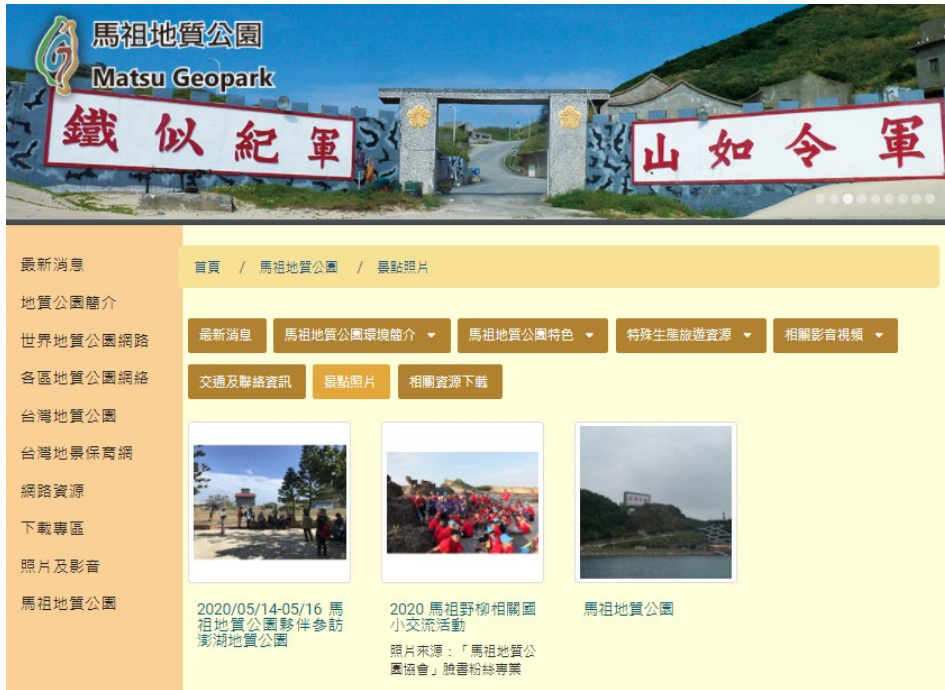 馬祖地質公園
Matsu Geopark
鐵似紀軍
山如令軍
最新消息
地質公園簡介
世界地質公園網路
各區地質公園網絡
台灣地質公園
台灣地景保育網
網路資源
下載專區
照片及影音
馬祖地質公園
首頁 / 馬祖地質公園 / 景點照片
最新消息 馬祖地質公園環境簡介 馬祖地質公園特色 特殊生態旅遊資源 相關影音視頻
交通及聯絡資訊 景點照片 相關資源下載
2020/05/14-05/16 馬
祖地質公園夥伴參訪
澎湖地質公園
2020 馬祖野柳相關國
小交流活動
照片來源：「馬祖地質公
園協會」臉書粉絲專業
馬祖地質公園